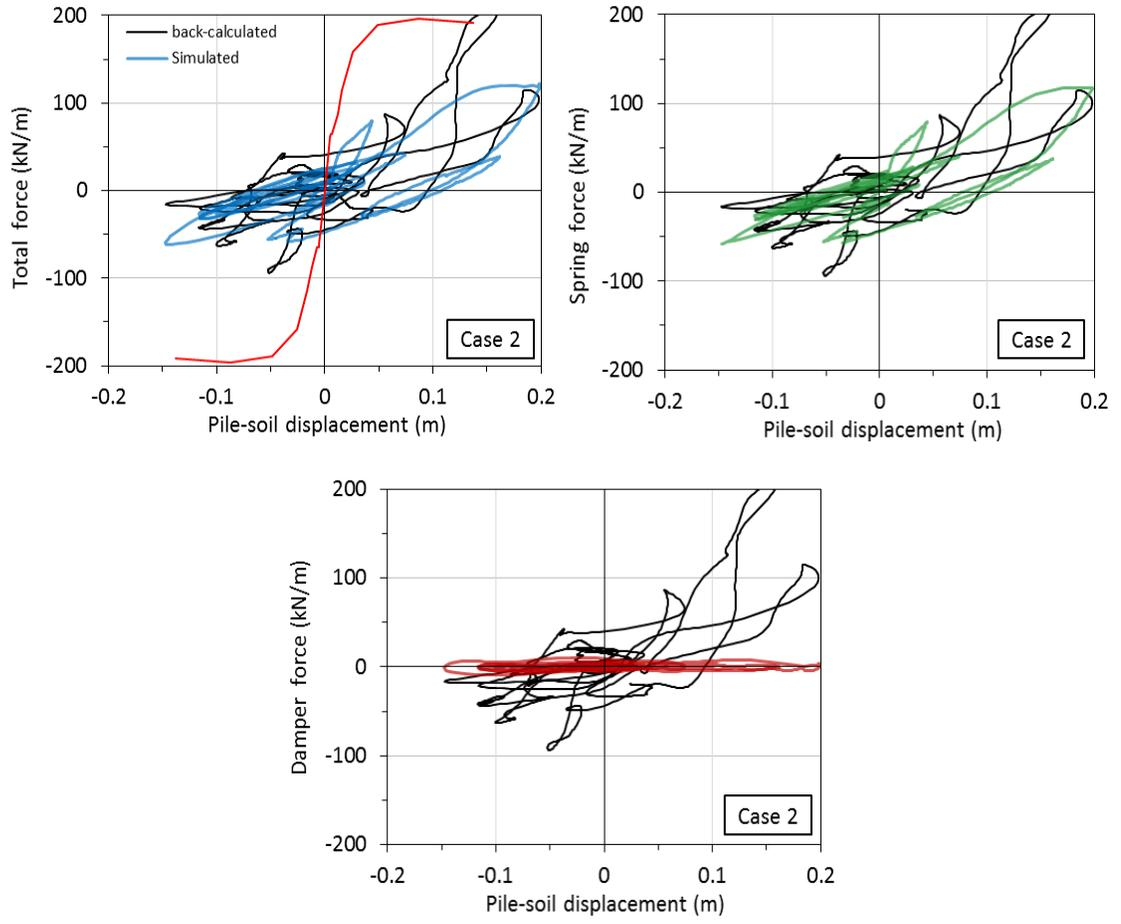 200
100
0
-100
-200
Total force (kN/m)
back-calculated
Simulated
Case 2
-0.2 -0.1 0 0.1 0.2
Pile-soil displacement (m)
200
100
0
-100
-200
Spring force (kN/m)
Case 2
-0.2 -0.1 0 0.1 0.2
Pile-soil displacement (m)
200
100
0
-100
-200
Damper force (kN/m)
Case 2
-0.2 -0.1 0 0.1 0.2
Pile-soil displacement (m)